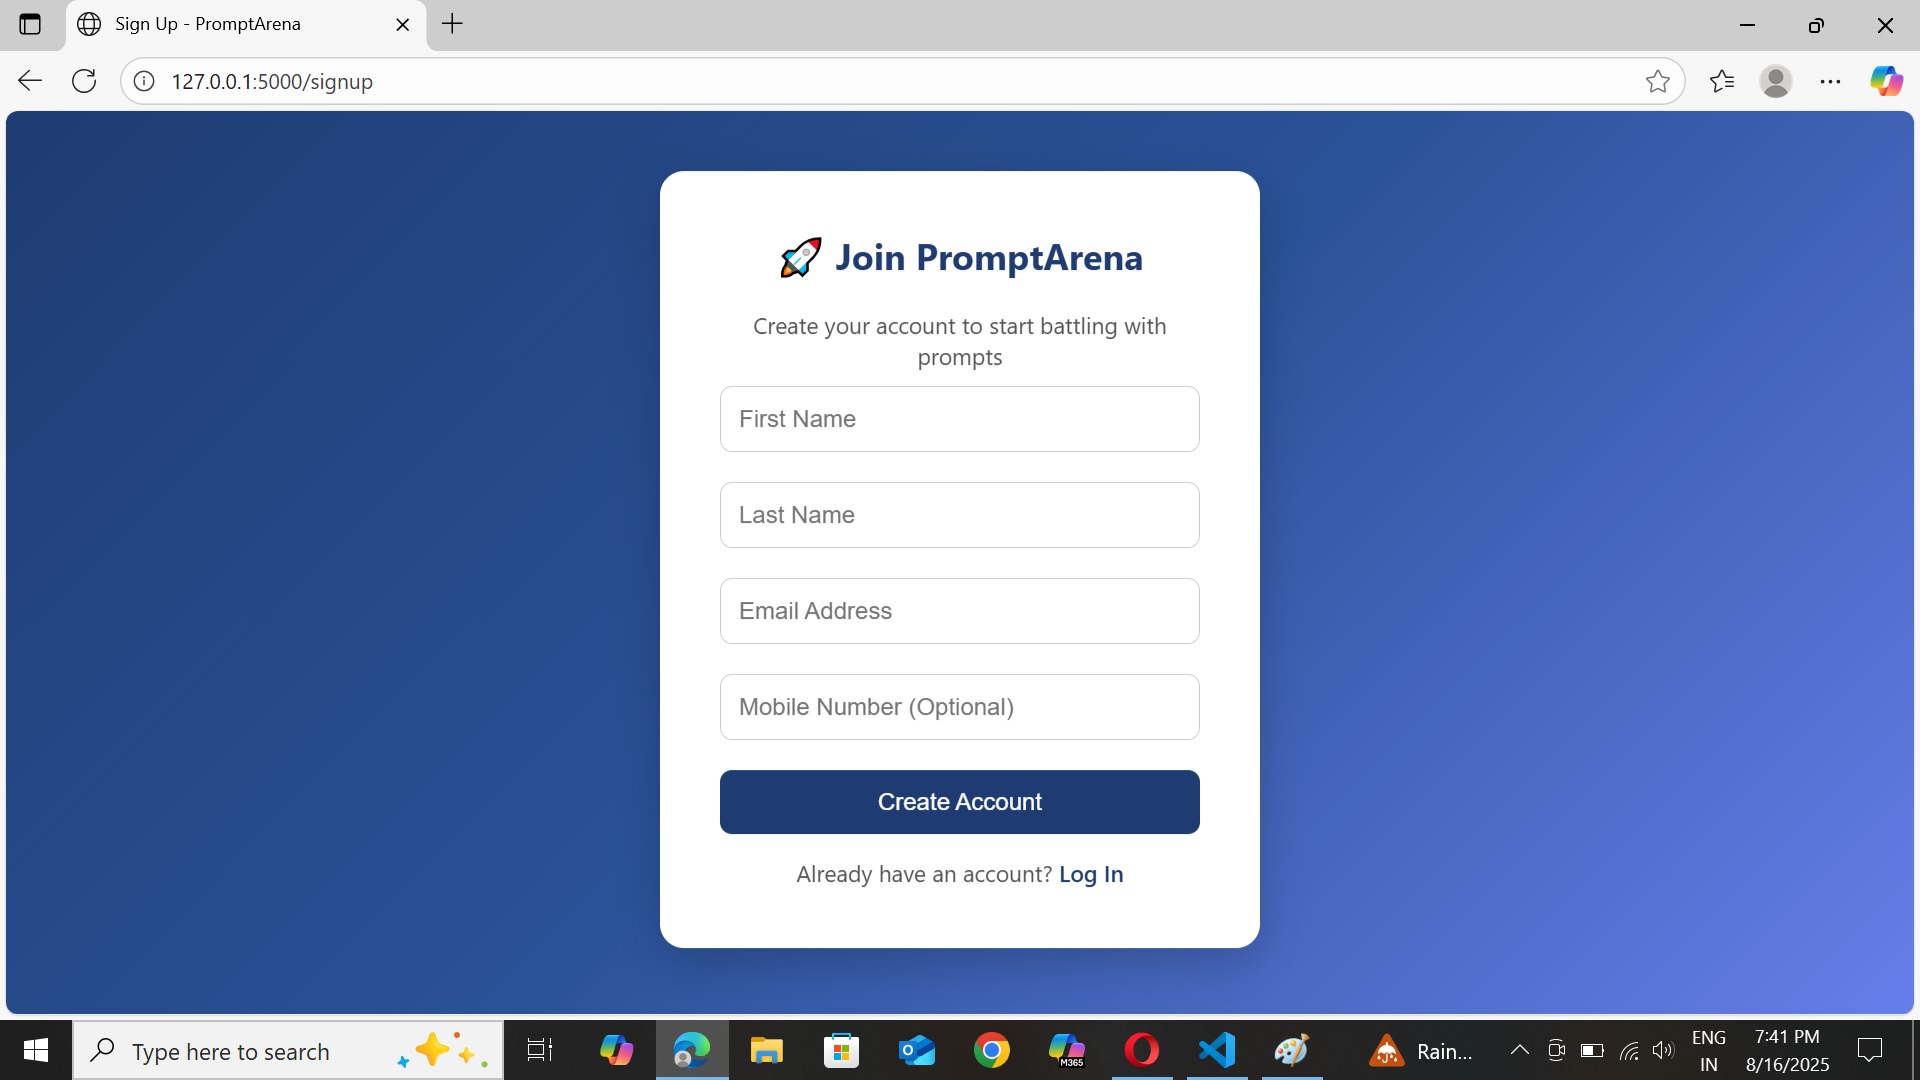 Sign Up - PromptArena
127.0.0.1:5000/signup
🚀 Join PromptArena
Create your account to start battling with
prompts
First Name
Last Name
Email Address
Mobile Number (Optional)
Create Account
Already have an account? Log In
Type here to search
M365
Rain...
ENG
IN
7:41 PM
8/16/2025